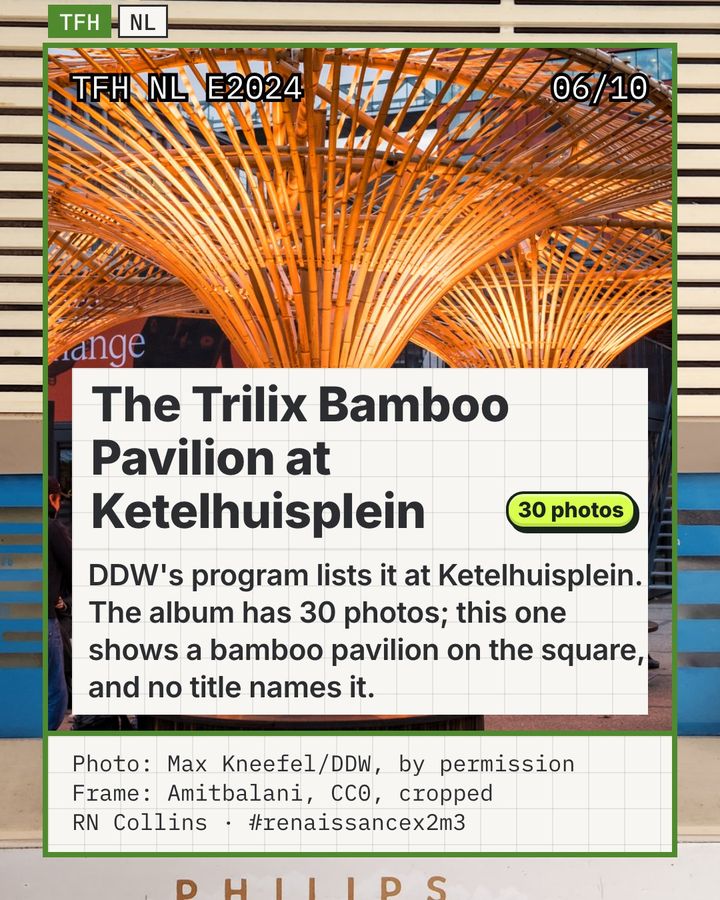 TFH NL
TFH NL E2024 06/10
ange
The Trilix Bamboo
Pavilion at
Ketelhuisplein
30 photos
DDW's program lists it at Ketelhuisplein.
The album has 30 photos; this one
shows a bamboo pavilion on the square,
and no title names it.
Photo: Max Kneefel/DDW, by permission
Frame: Amitbalani, CC0, cropped
RN Collins · #renaissancex2m3
PHILIPS